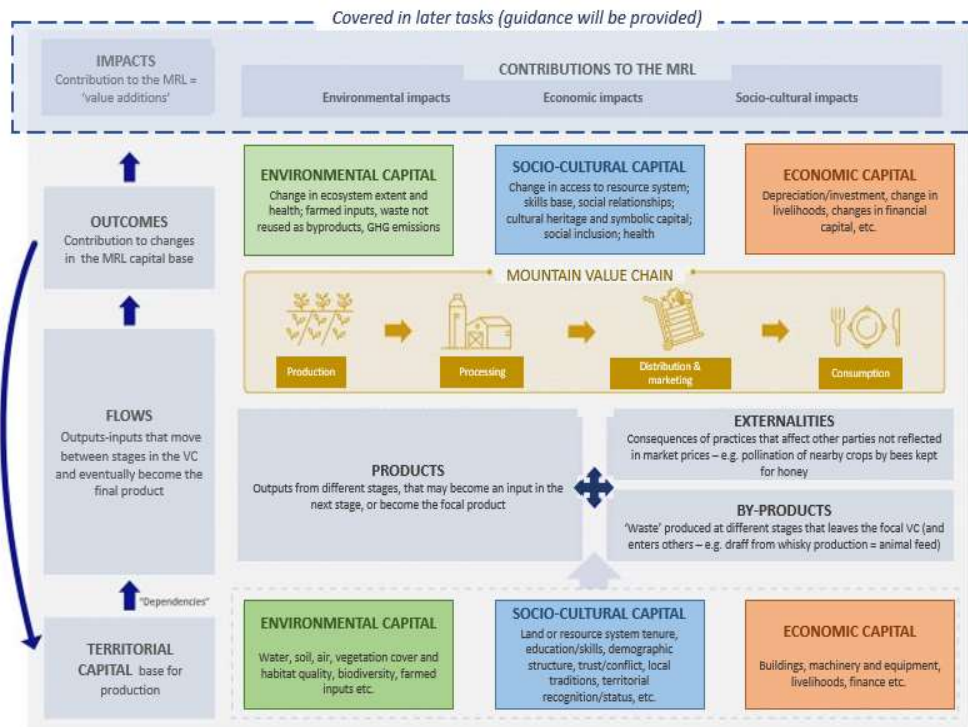 Covered in later tasks (guidance will be provided)
IMPACTS
Contribution to the MRL =
'value additions'
CONTRIBUTIONS TO THE MRL
Environmental impacts
Economic impacts
Socio-cultural impacts
OUTCOMES
Contribution to changes
in the MRL capital base
ENVIRONMENTAL CAPITAL
Change in ecosystem extent and
health; farmed inputs, waste not
reused as byproducts, GHG emissions
SOCIO-CULTURAL CAPITAL
Change in access to resource system;
skills base, social relationships;
cultural heritage and symbolic capital;
social inclusion; health
ECONOMIC CAPITAL
Depreciation/investment, change in
livelihoods, changes in financial
capital, etc.
MOUNTAIN VALUE CHAIN
Production
Processing
Distribution &
marketing
Consumption
FLOWS
Outputs-inputs that move
between stages in the VC
and eventually become the
final product
PRODUCTS
Outputs from different stages, that may become an input in the
next stage, or become the focal product
EXTERNALITIES
Consequences of practices that affect other parties not reflected
in market prices – e.g. pollination of nearby crops by bees kept
for honey
BY-PRODUCTS
'Waste' produced at different stages that leaves the focal VC (and
enters others – e.g. draff from whisky production = animal feed)
"Dependencies"
TERRITORIAL
CAPITAL base for
production
ENVIRONMENTAL CAPITAL
Water, soil, air, vegetation cover and
habitat quality, biodiversity, farmed
inputs etc.
SOCIO-CULTURAL CAPITAL
Land or resource system tenure,
education/skills, demographic
structure, trust/conflict, local
traditions, territorial
recognition/status, etc.
ECONOMIC CAPITAL
Buildings, machinery and equipment,
livelihoods, finance etc.